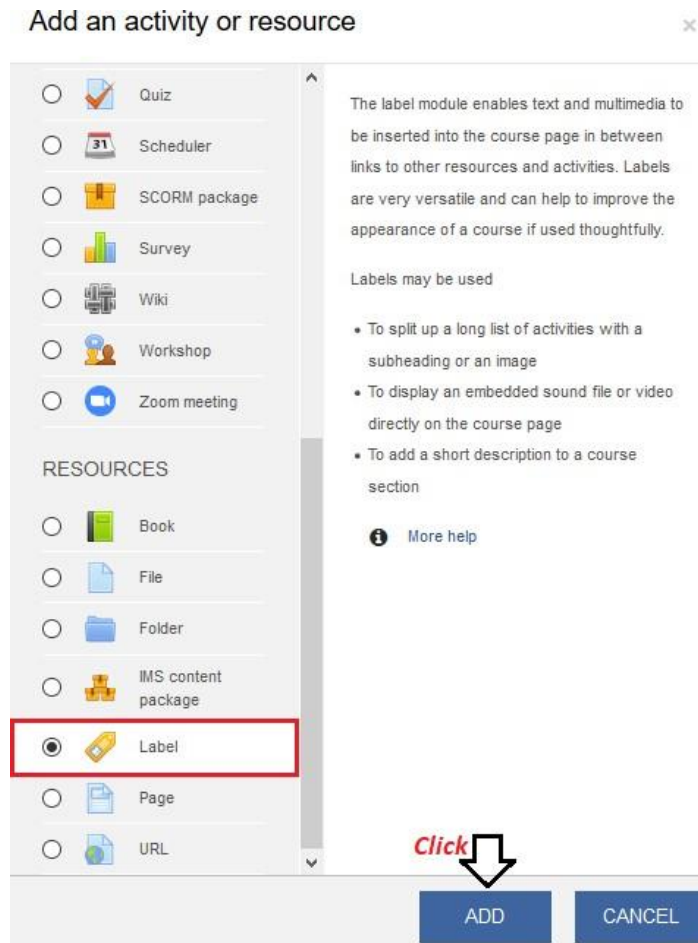 Add an activity or resource
×
Quiz
31
Scheduler
SCORM package
Survey
Wiki
Workshop
Zoom meeting
RESOURCES
Book
File
Folder
IMS content
package
Label
Page
URL
The label module enables text and multimedia to
be inserted into the course page in between
links to other resources and activities. Labels
are very versatile and can help to improve the
appearance of a course if used thoughtfully.
Labels may be used
• To split up a long list of activities with a
subheading or an image
• To display an embedded sound file or video
directly on the course page
• To add a short description to a course
section
More help
Click
ADD
CANCEL